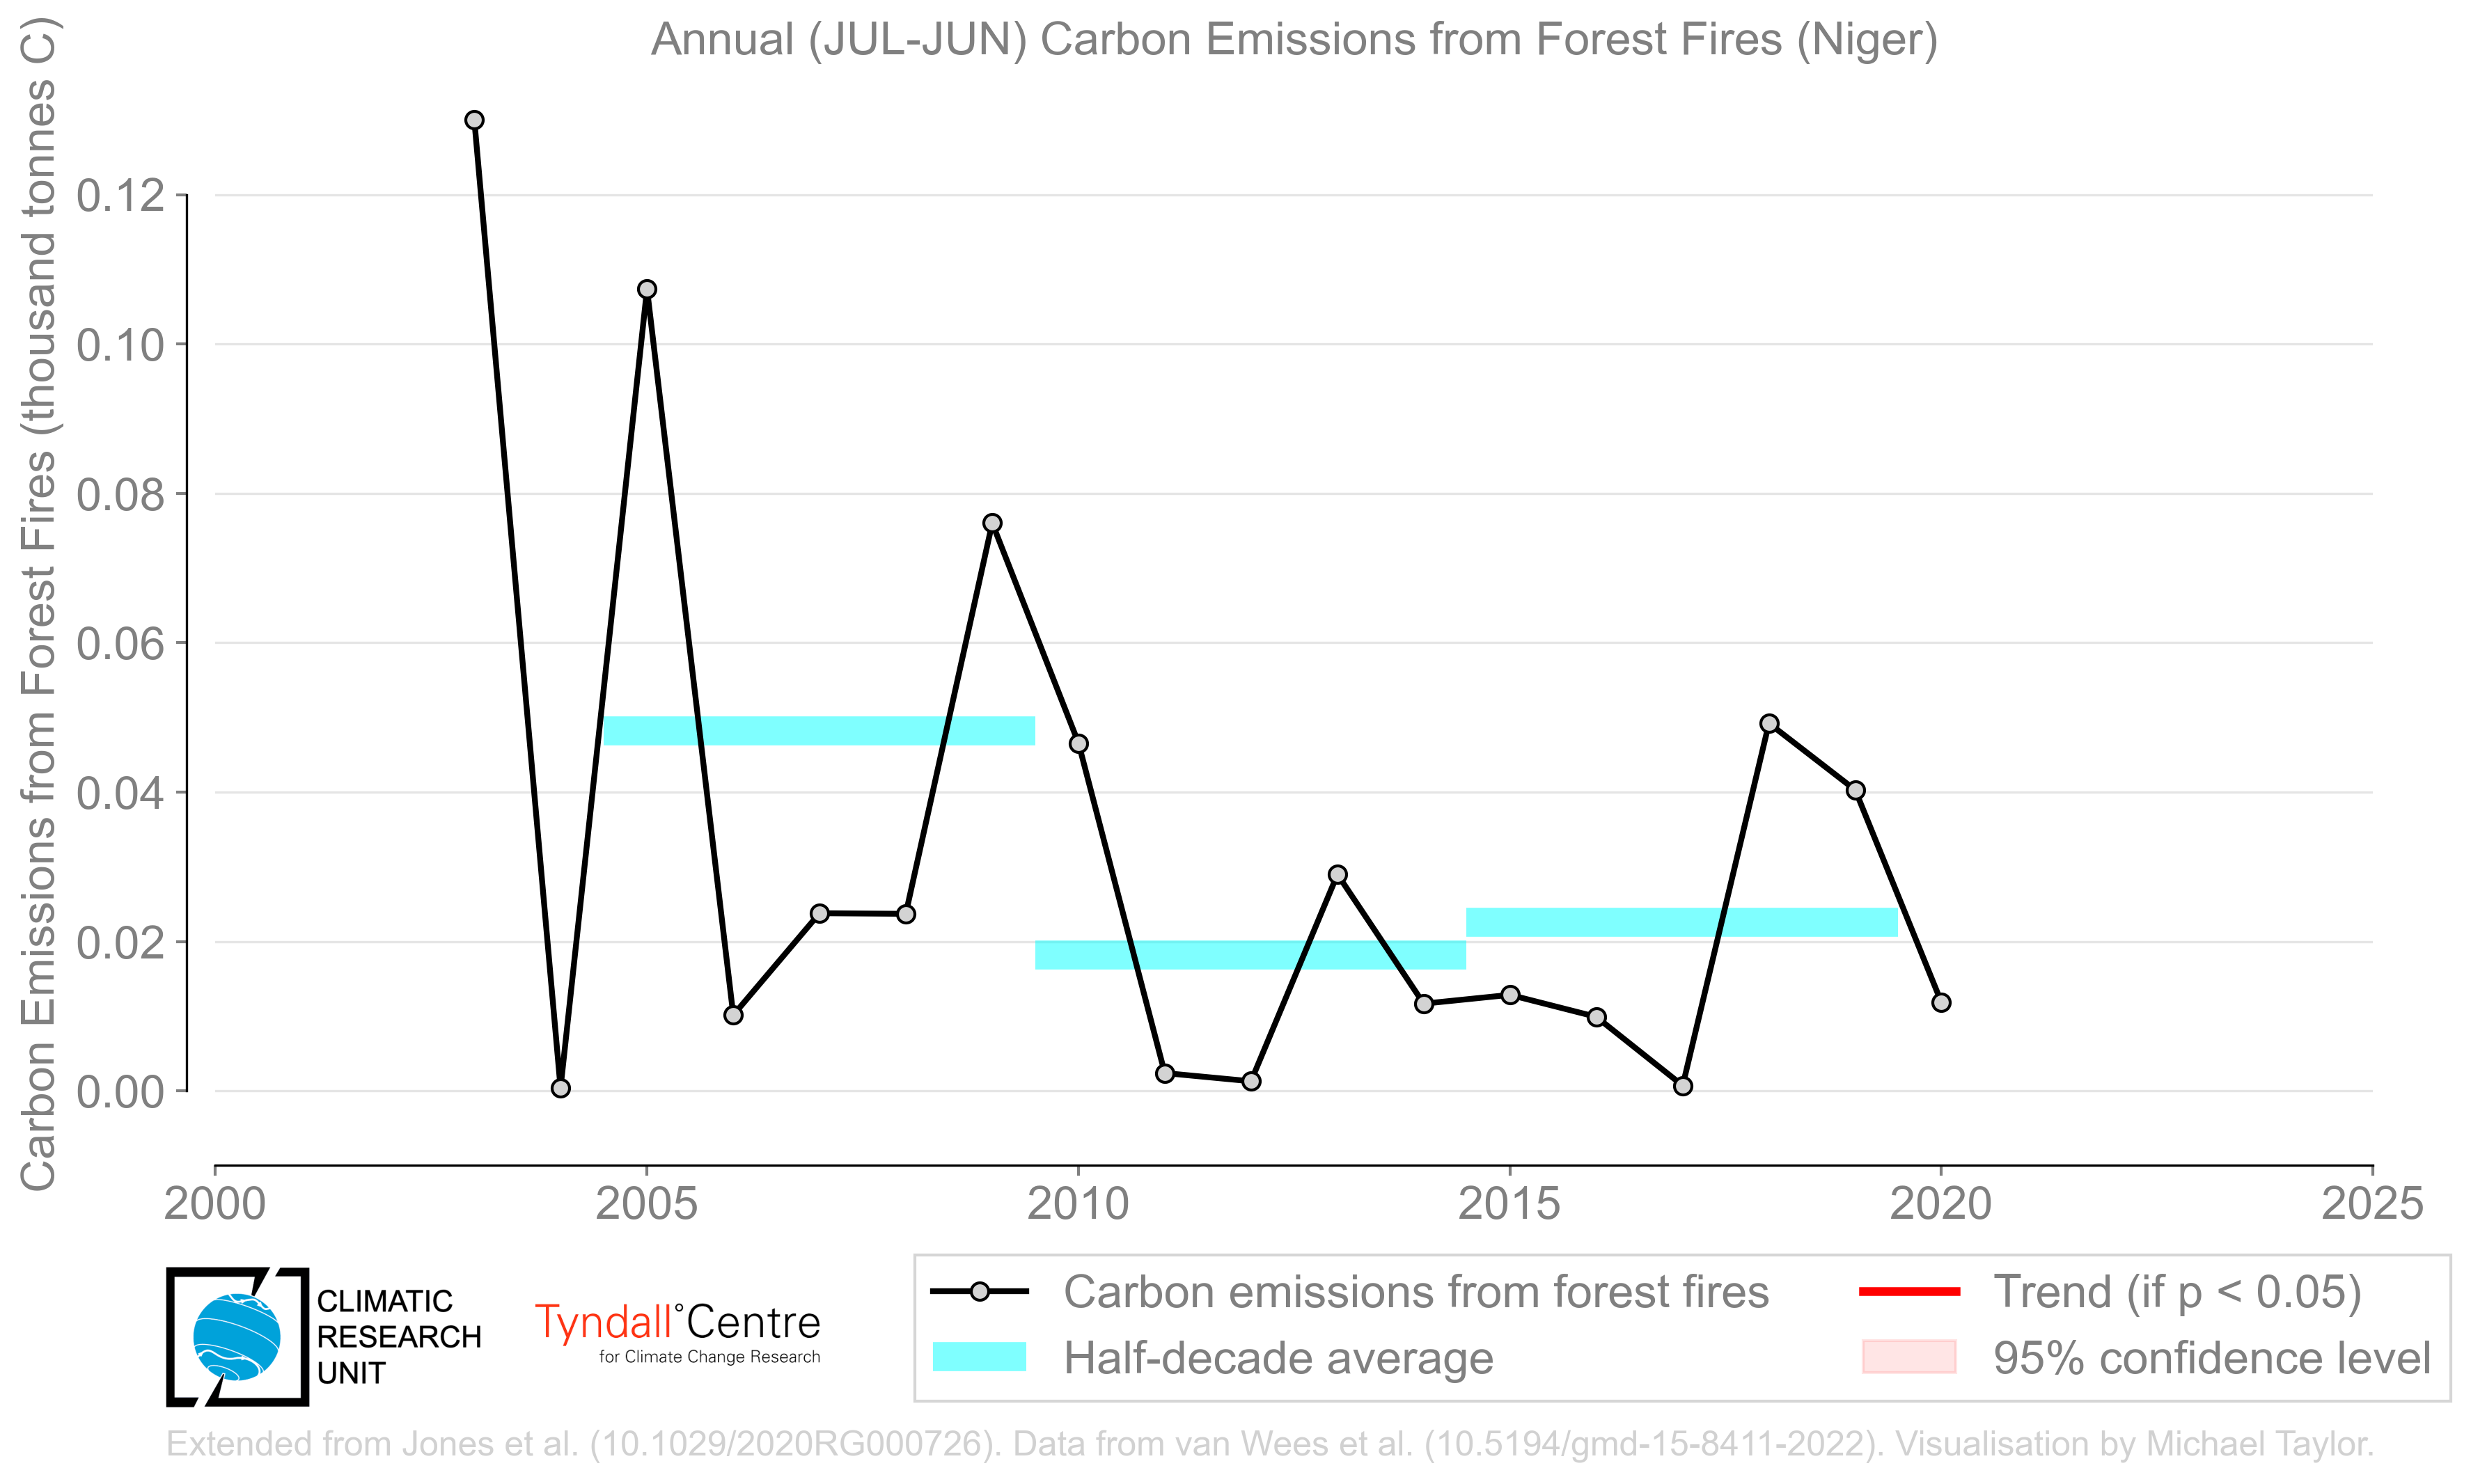 Annual (JUL-JUN) Carbon Emissions from Forest Fires (Niger)
Carbon Emissions from Forest Fires (thousand tonnes C)
0.12
0.10
0.08
0.06
0.04
0.02
0.00
2000 2005 2010 2015 2020 2025
CLIMATIC
RESEARCH
UNIT
Tyndall°Centre
for Climate Change Research
Carbon emissions from forest fires
Half-decade average
Trend (if p < 0.05)
95% confidence level
Extended from Jones et al. (10.1029/2020RG000726). Data from van Wees et al. (10.5194/gmd-15-8411-2022). Visualisation by Michael Taylor.